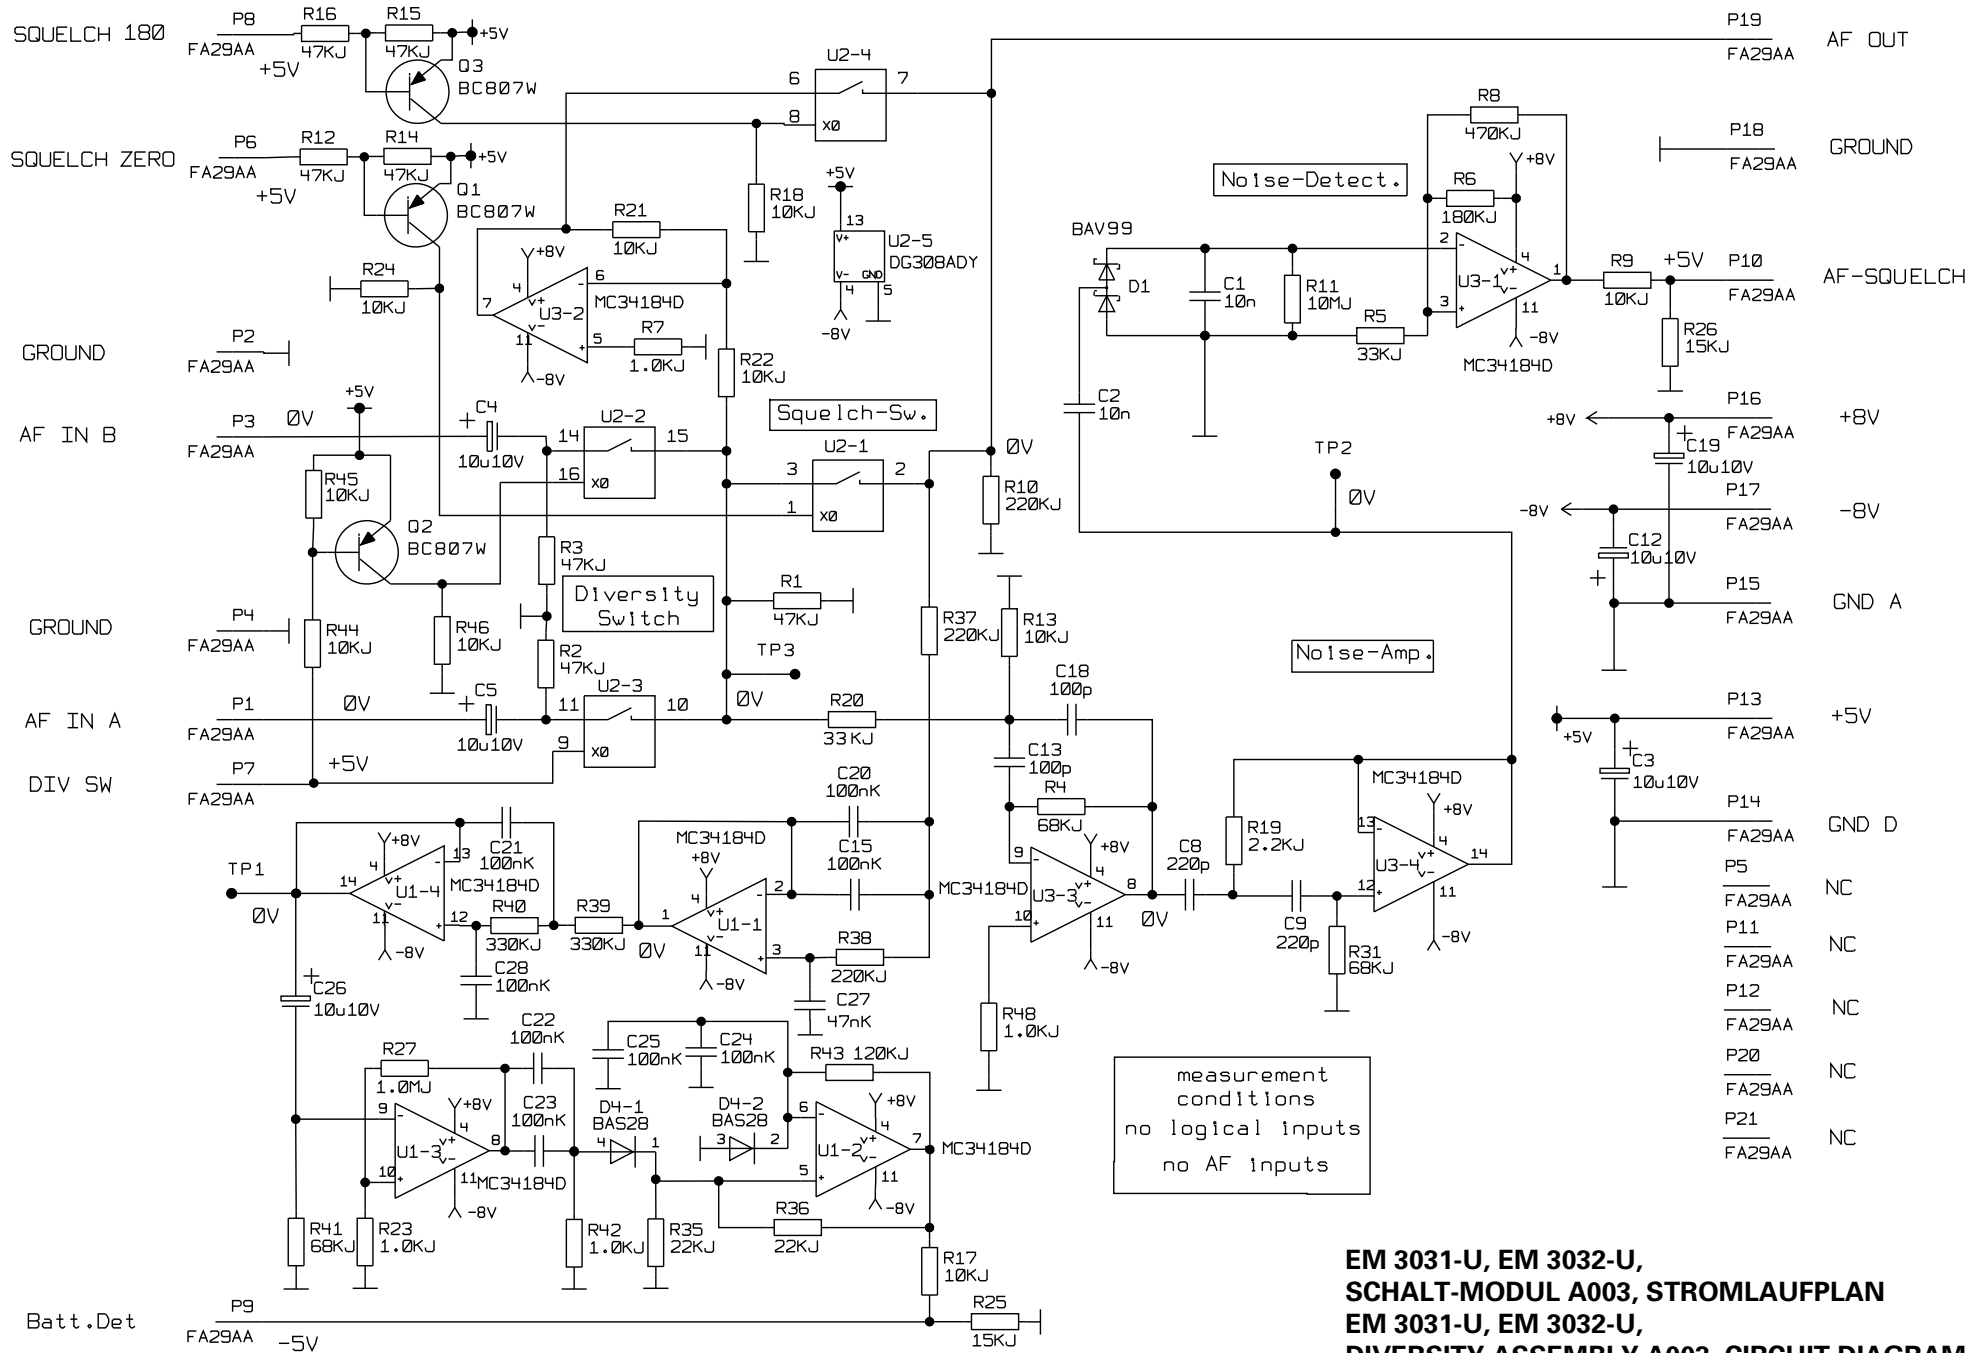 SQUELCH 180
P8
FA29AA
R16
47KJ
+5V
R15
47KJ
+5V
Q3
BC807W
U2-4
6 7
8 X0
P19
FA29AA
AF OUT
SQUELCH ZERO
P6
FA29AA
R12
47KJ
+5V
R14
47KJ
+5V
Q1
BC807W
R18
10KJ
+5V
13
V+
V- GND
4 5
-8V
U2-5
DG308ADY
R21
10KJ
R24
10KJ
+8V
4
V+
U3-2
V-
11
-8V
7
6
5
MC34184D
R7
1.0KJ
R22
10KJ
Noise-Detect.
R8
470KJ
+8V
R6
180KJ
BAV99
D1
C1
10n
R11
10MJ
R5
33KJ
2
3
4
V+
U3-1
V-
11
-8V
1
MC34184D
R9
10KJ
+5V
R26
15KJ
P18
FA29AA
GROUND
P10
FA29AA
AF-SQUELCH
GROUND
P2
FA29AA
C2
10n
AF IN B
P3
FA29AA
0V
+5V
C4
+
10u10V
U2-2
14 15
16 X0
Squelch-Sw.
U2-1
3 2
1 X0
0V
R10
220KJ
TP2
0V
+8V
P16
FA29AA
+8V
+
C19
10u10V
-8V
P17
FA29AA
-8V
C12
10u10V
+
P15
FA29AA
GND A
R45
10KJ
Q2
BC807W
R3
47KJ
Diversity
Switch
R1
47KJ
GROUND
P4
FA29AA
R44
10KJ
R46
10KJ
R2
47KJ
TP3
0V
R37
220KJ
R13
10KJ
Noise-Amp.
AF IN A
P1
FA29AA
0V
C5
+
10u10V
U2-3
11 10
9 X0
R20
33KJ
C18
100p
C13
100p
R4
68KJ
DIV SW
P7
FA29AA
+5V
P13
FA29AA
+5V
+5V
+
C3
10u10V
P14
FA29AA
GND D
TP1
0V
+8V
4
V+
U1-4
V-
11
-8V
14
13
12
MC34184D
C21
100nK
R40
330KJ
R39
330KJ
C28
100nK
0V
MC34184D
+8V
4
V+
U1-1
V-
11
-8V
1
2
3
C20
100nK
C15
100nK
R38
220KJ
C27
47nK
MC34184D
9
10
+8V
4
V+
U3-3
V-
11
-8V
8
0V
R48
1.0KJ
C8
220p
R19
2.2KJ
C9
220p
R31
68KJ
MC34184D
13
12
+8V
4
V+
U3-4
V-
11
-8V
14
P5
FA29AA
NC
P11
FA29AA
NC
P12
FA29AA
NC
P20
FA29AA
NC
P21
FA29AA
NC
+
C26
10u10V
R27
1.0MJ
9
10
+8V
4
V+
U1-3
V-
11
-8V
8
MC34184D
C22
100nK
C23
100nK
C25
100nK
C24
100nK
D4-1
BAS28
4 1
D4-2
BAS28
3 2
R43 120KJ
6
5
+8V
4
V+
U1-2
V-
11
-8V
7
MC34184D
R41
68KJ
R23
1.0KJ
R42
1.0KJ
R35
22KJ
R36
22KJ
R17
10KJ
R25
15KJ
Batt.Det
P9
FA29AA
-5V
measurement
conditions
no logical inputs
no AF inputs
EM 3031-U, EM 3032-U,
SCHALT-MODUL A003, STROMLAUFPLAN
EM 3031-U, EM 3032-U,
DIVERSITY ASSEMBLY A003, CIRCUIT DIAGRAM